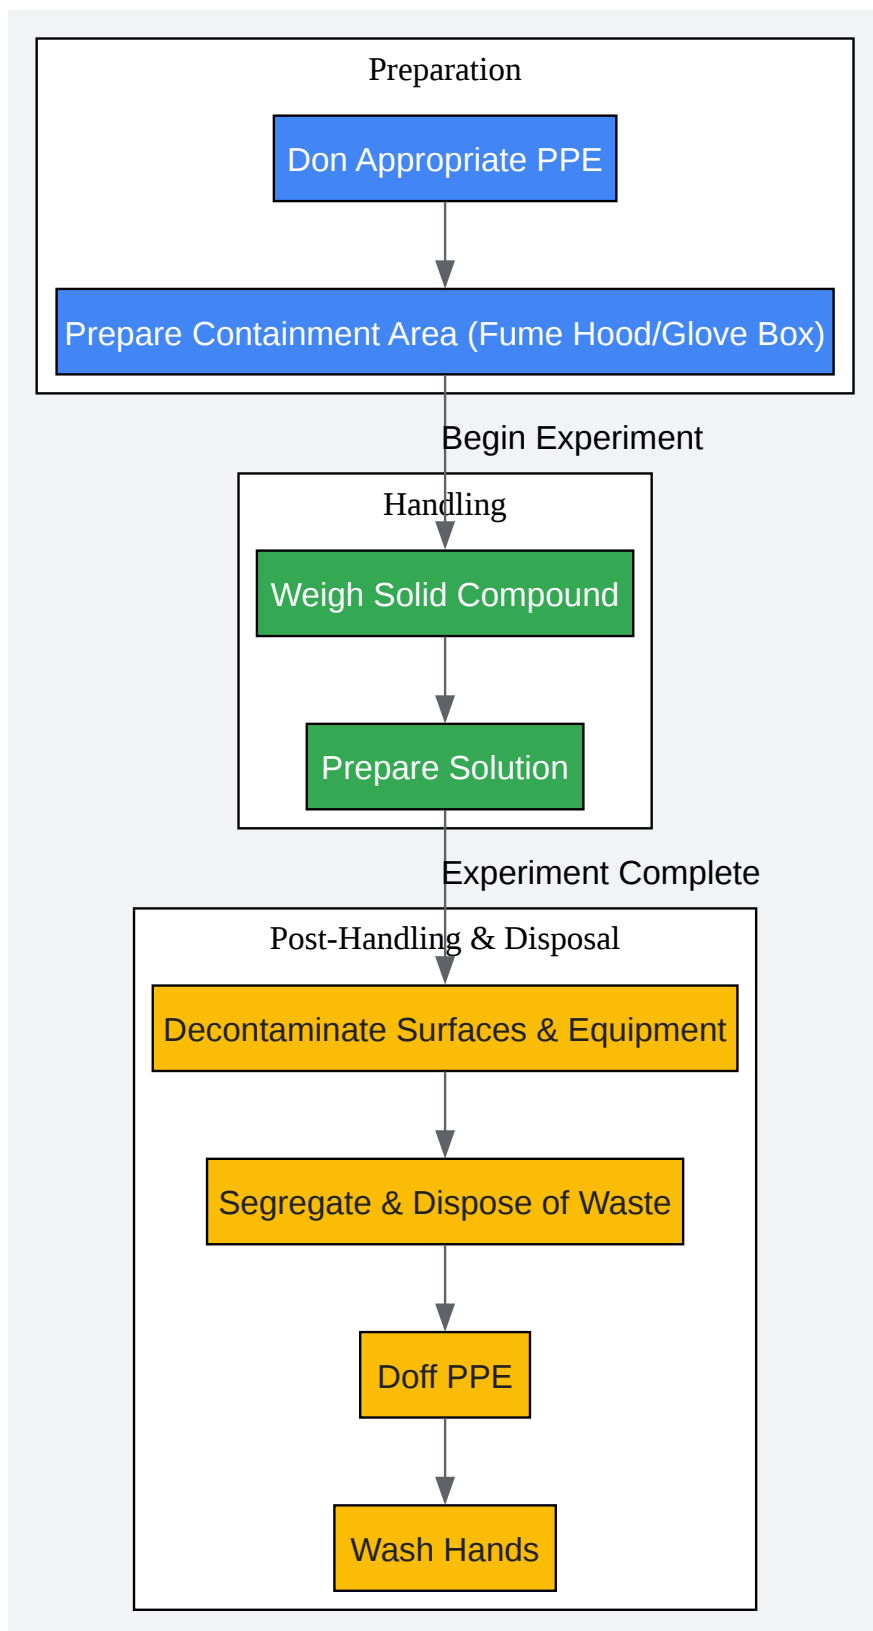 Preparation
Don Appropriate PPE
Prepare Containment Area (Fume Hood/Glove Box)
Begin Experiment
Handling
Weigh Solid Compound
Prepare Solution
Experiment Complete
Post-Handling & Disposal
Decontaminate Surfaces & Equipment
Segregate & Dispose of Waste
Doff PPE
Wash Hands